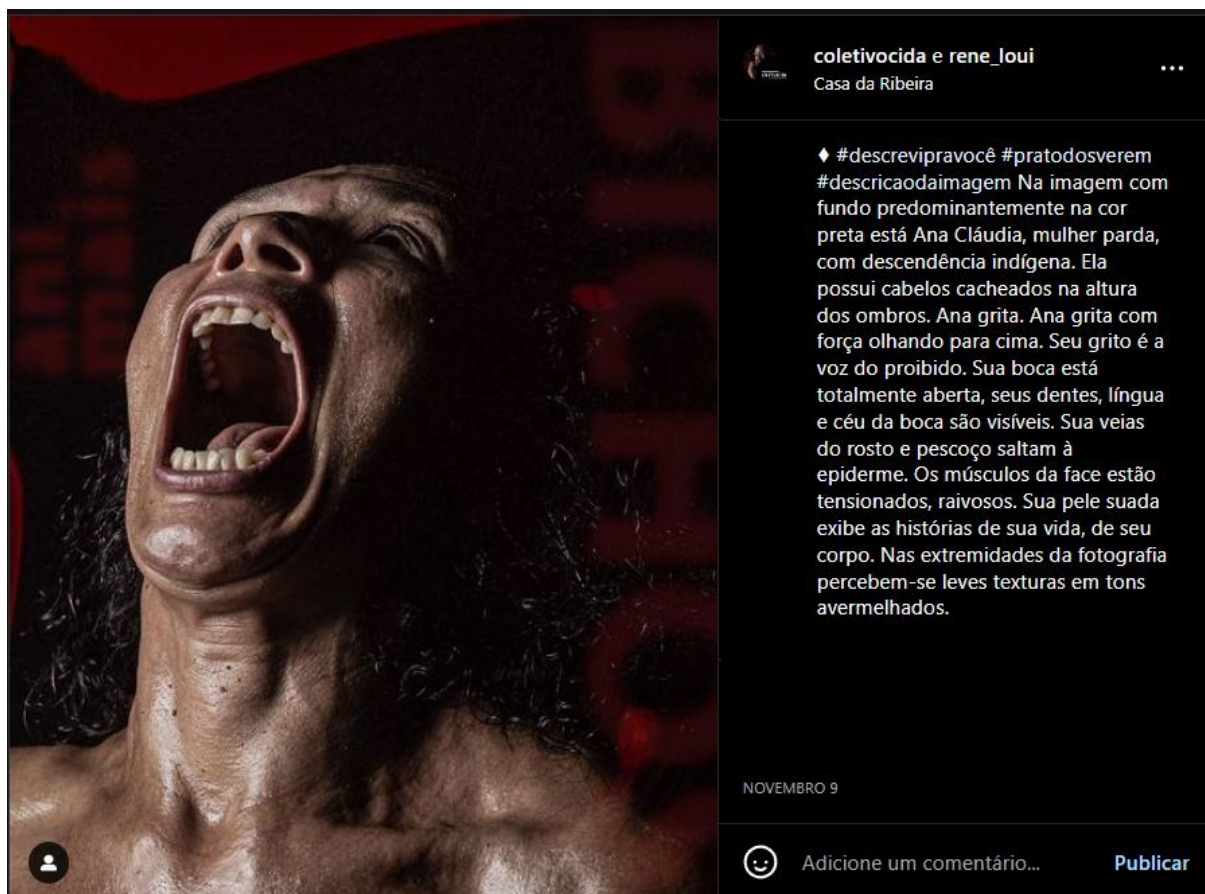 coletivocida e rene_loui
Casa da Ribeira
♦ #descrevipravocê #pratodosverem
#descricaodaimagem Na imagem com
fundo predominantemente na cor
preta está Ana Cláudia, mulher parda,
com descendência indígena. Ela
possui cabelos cacheados na altura
dos ombros. Ana grita. Ana grita com
força olhando para cima. Seu grito é a
voz do proibido. Sua boca está
totalmente aberta, seus dentes, língua
e céu da boca são visíveis. Sua veias
do rosto e pescoço saltam à
epiderme. Os músculos da face estão
tensionados, raivosos. Sua pele suada
exibe as histórias de sua vida, de seu
corpo. Nas extremidades da fotografia
percebem-se leves texturas em tons
avermelhados.
NOVEMBRO 9
Adicione um comentário... Publicar